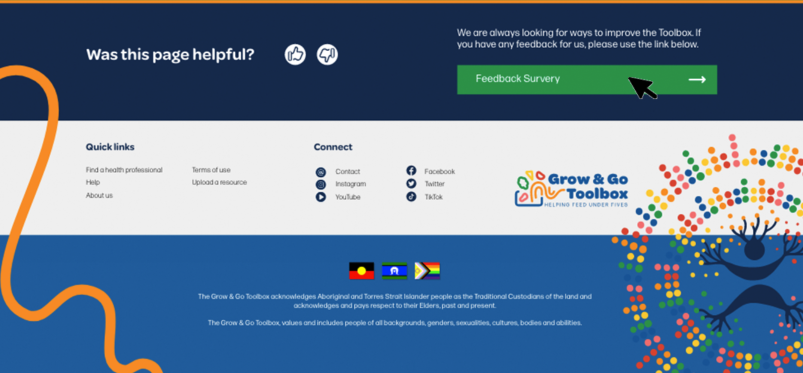 Was this page helpful?
We are always looking for ways to improve the Toolbox. If
you have any feedback for us, please use the link below.
Feedback Survery
Quick links
Find a health professional
Help
About us
Terms of use
Upload a resource
Connect
Contact
Instagram
YouTube
Facebook
Twitter
TikTok
Grow & Go
Toolbox
HELPING FEED UNDER FIVES
The Grow & Go Toolbox acknowledges Aboriginal and Torres Strait Islander people as the Traditional Custodians of the land and
acknowledges and pays respect to their Elders, past and present.
The Grow & Go Toolbox, values and includes people of all backgrounds, genders, sexualities, cultures, bodies and abilities.